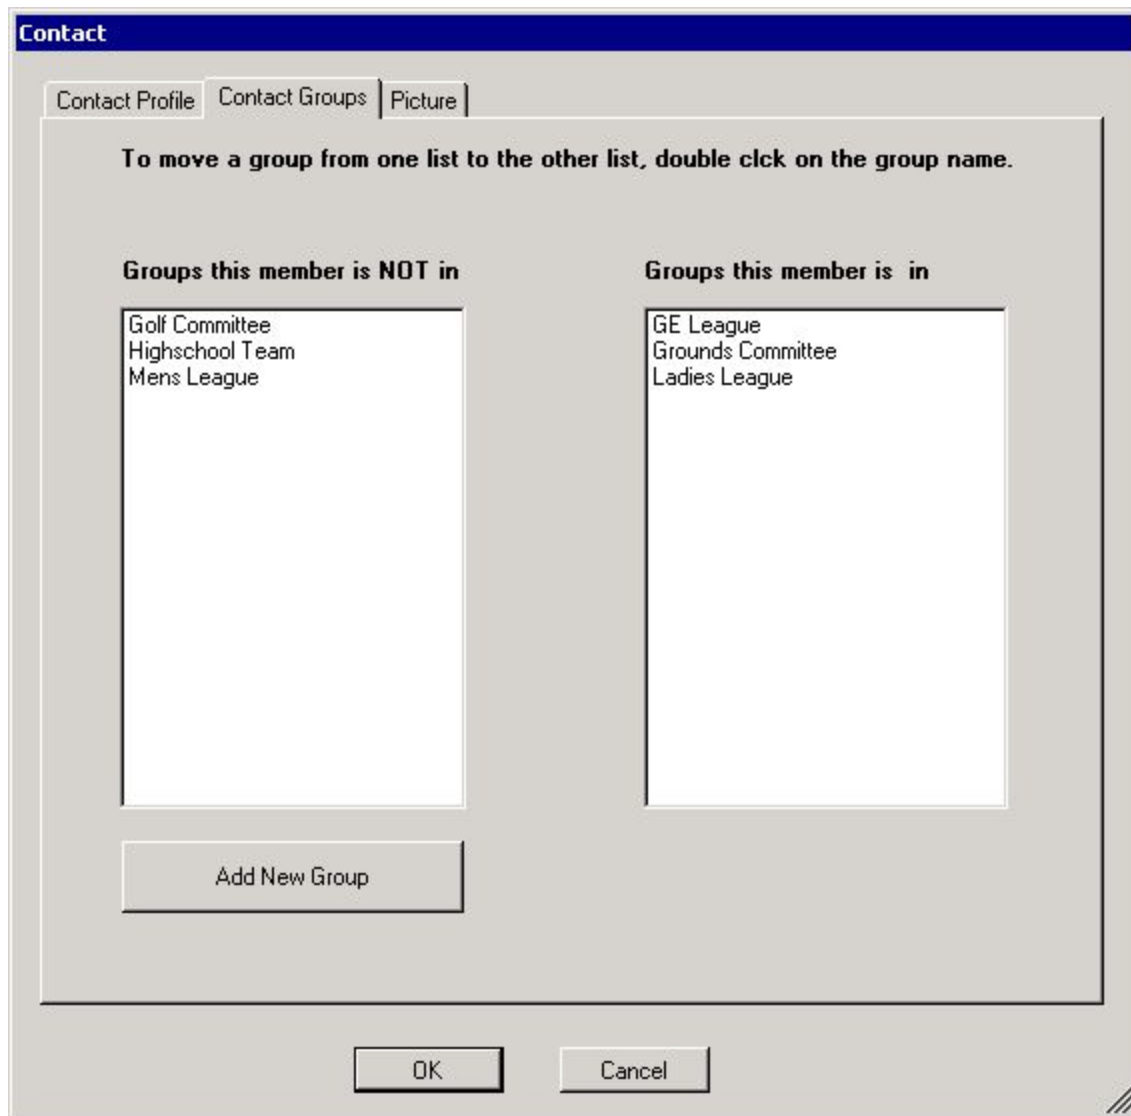 Contact
Contact Profile Contact Groups Picture
To move a group from one list to the other list, double clck on the group name.
Groups this member is NOT in
Golf Committee
Highschool Team
Mens League
Groups this member is  in
GE League
Grounds Committee
Ladies League
Add New Group
OK Cancel